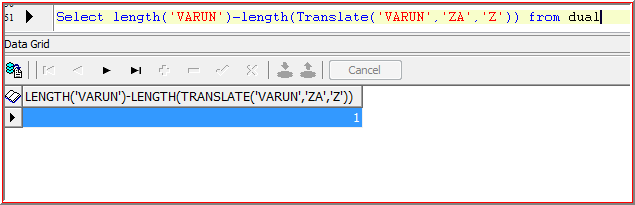 51 Select length('VARUN')-length(Translate('VARUN','ZA','Z')) from dual
Data Grid
Cancel
LENGTH('VARUN')-LENGTH(TRANSLATE('VARUN','ZA','Z'))
1